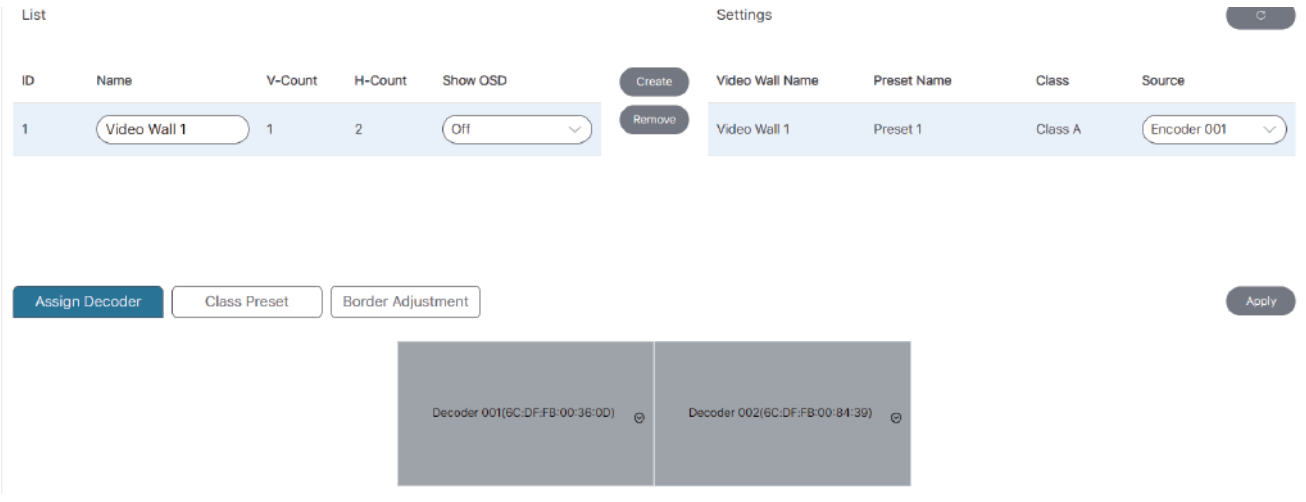 List
Settings
ID Name V-Count H-Count Show OSD Create Video Wall Name Preset Name Class Source
1 Video Wall 1 1 2 Off Remove Video Wall 1 Preset 1 Class A Encoder 001
Assign Decoder Class Preset Border Adjustment Apply
Decoder 001(6C:DF:FB:00:36:0D) Decoder 002(6C:DF:FB:00:84:39)